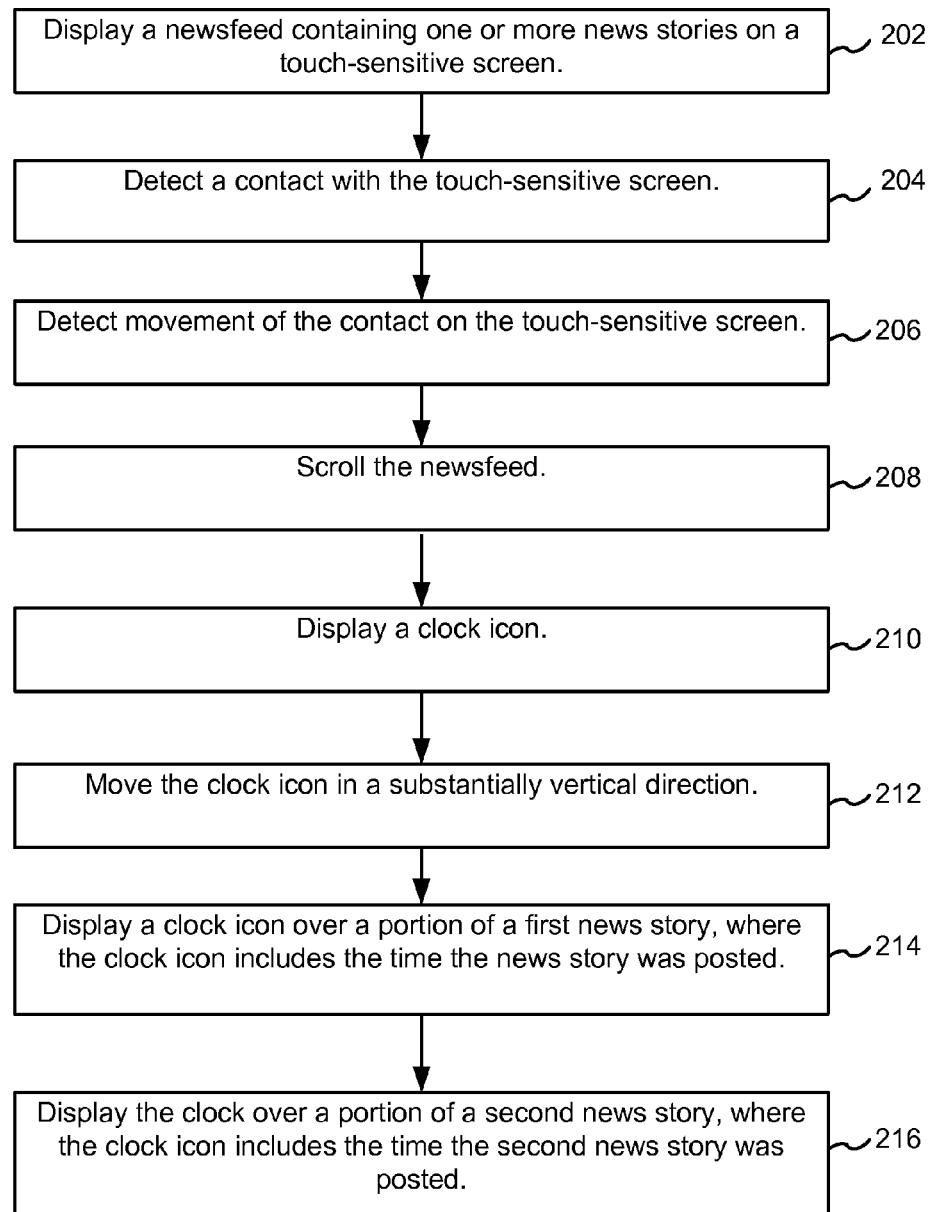 Display a newsfeed containing one or more news stories on a
touch-sensitive screen.
202
Detect a contact with the touch-sensitive screen.
204
Detect movement of the contact on the touch-sensitive screen.
206
Scroll the newsfeed.
208
Display a clock icon.
210
Move the clock icon in a substantially vertical direction.
212
Display a clock icon over a portion of a first news story, where
the clock icon includes the time the news story was posted.
214
Display the clock over a portion of a second news story, where
the clock icon includes the time the second news story was
posted.
216